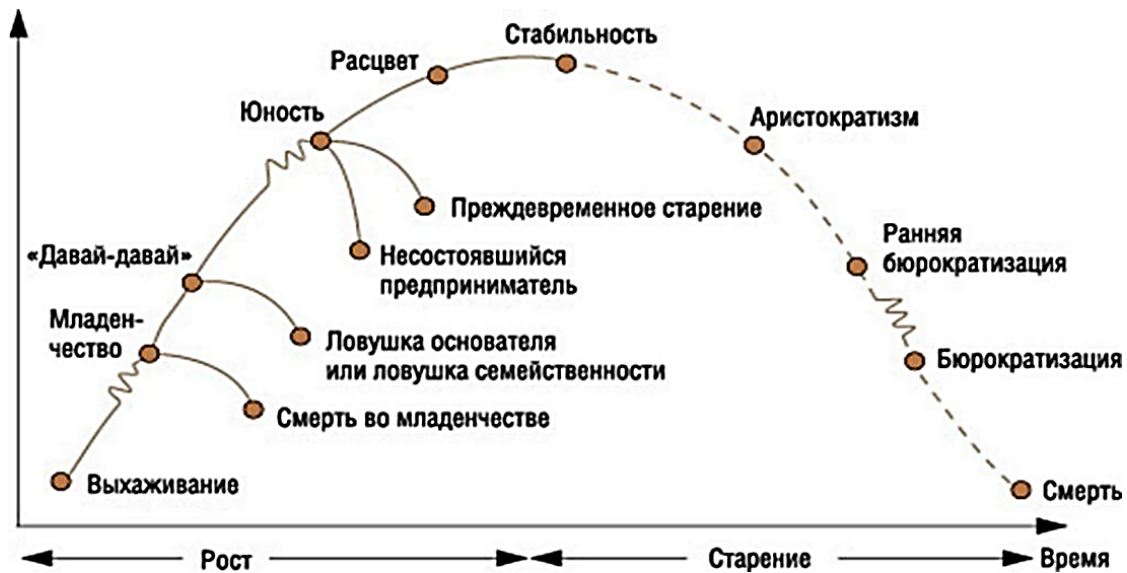 Стабильность
Расцвет
Юность
Аристократизм
Преждевременное старение
«Давай-давай»
Несостоявшийся
предприниматель
Ранняя
бюрократизация
Младен-
чество
Ловушка основателя
или ловушка семейственности
Бюрократизация
Смерть во младенчестве
Выхаживание
Смерть
Рост
Старение
Время